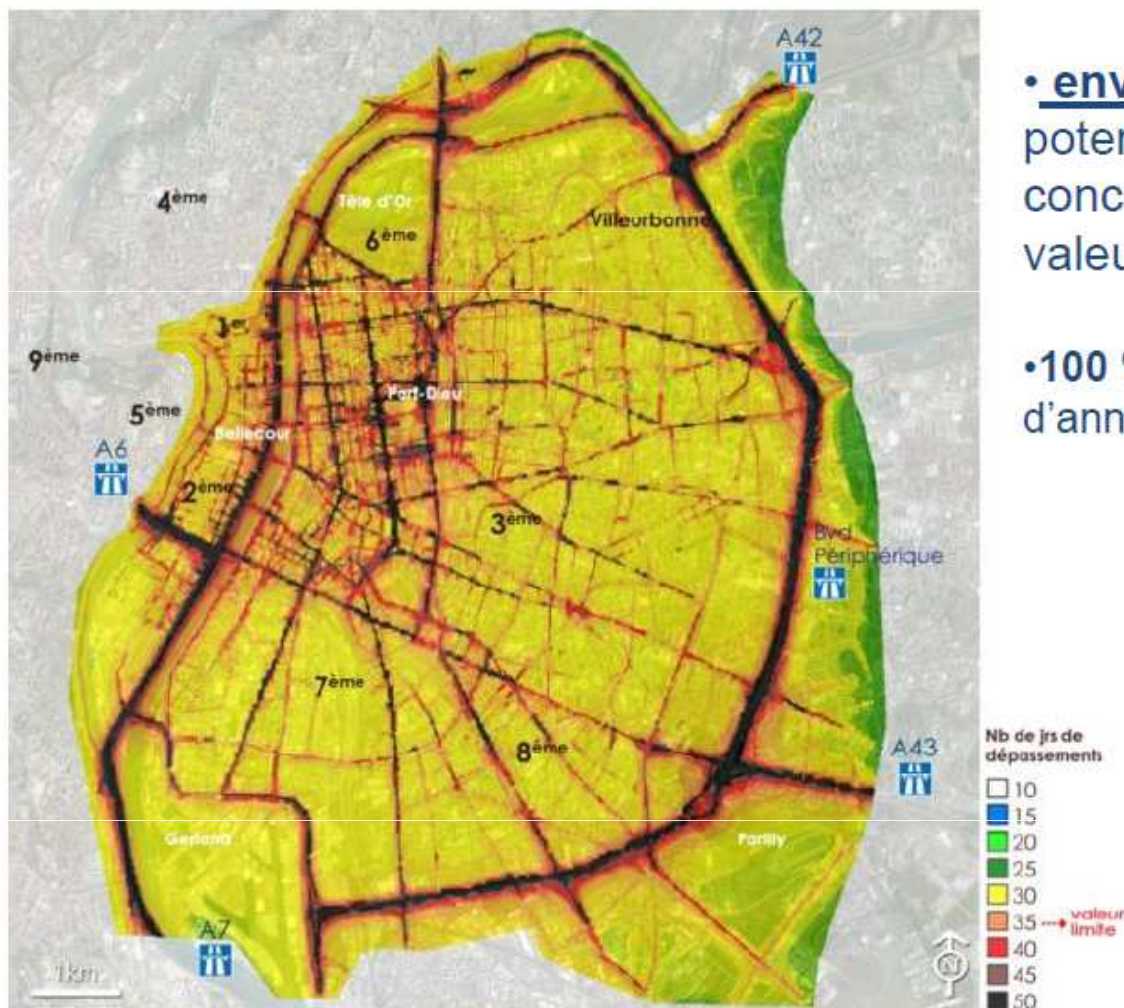 A42
4ème
Tête d'Or
6ème
Villeurbanne
1er
9ème
5ème
Part-Dieu
Bellecour
A6
2ème
3ème
Bvd
Périphérique
7ème
8ème
A43
Gerland
Parilly
A7
1km
N
• env
poten
conc
valeu
•100
d'ann
Nb de jrs de
dépassements
10
15
20
25
30
35 valeur
limite
40
45
50